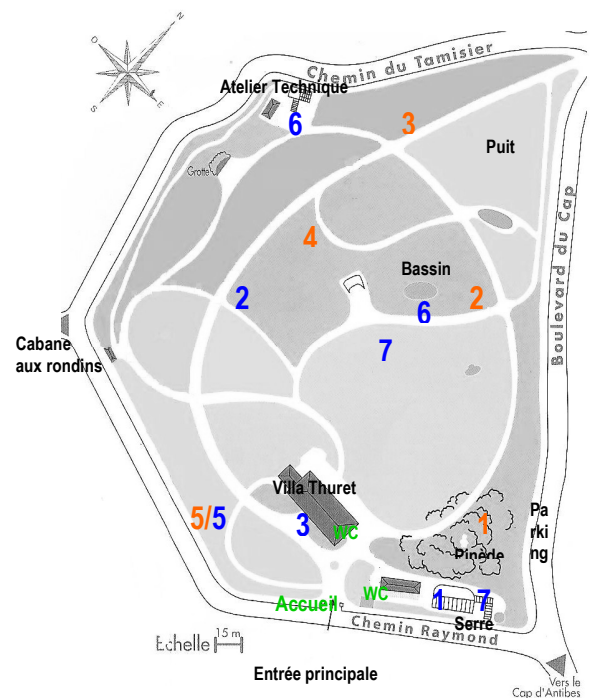 N
O
S
E
Chemin du Tamisier
Atelier Technique
6
3
Puit
Grotte
4
Boulevard du Cap
Bassin
2
6
2
7
Cabane
aux rondins
Villa Thuret
5/5
3
WC
1
Pinède
Pa
rki
ng
WC
1
7
Accueil
Serre
Chemin Raymond
Echelle 15 m
Entrée principale
Vers le
Cap d'Antibes